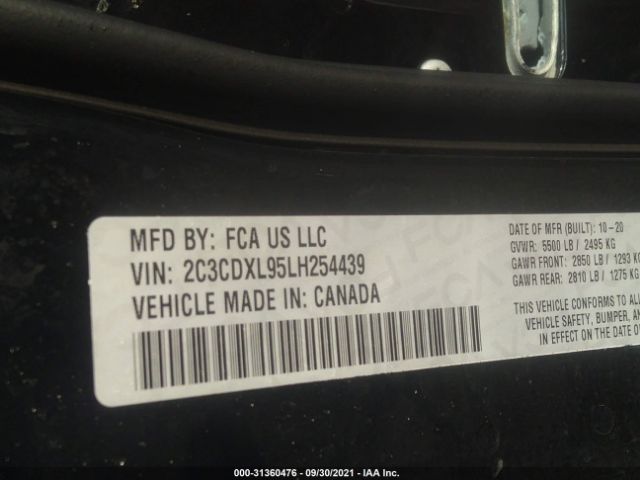 MFD BY: FCA US LLC
VIN: 2C3CDXL95LH254439
VEHICLE MADE IN: CANADA
DATE OF MFR (BUILT): 10-20
GVWR: 5500 LB / 2495 KG
GAWR FRONT: 2850 LB / 1293 KG
GAWR REAR: 2810 LB / 1275 KG
THIS VEHICLE CONFORMS TO
VEHICLE SAFETY, BUMPER,
IN EFFECT ON THE DATE OF
000-31360476 - 09/30/2021 - IAA Inc.